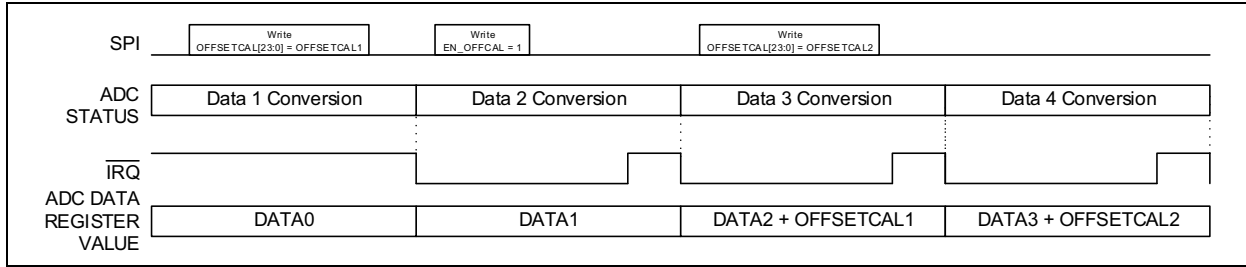 SPI
Write
OFFSETCAL[23:0] = OFFSETCAL1
Write
EN_OFFCAL = 1
Write
OFFSETCAL[23:0] = OFFSETCAL2
ADC
STATUS
Data 1 Conversion
Data 2 Conversion
Data 3 Conversion
Data 4 Conversion
IRQ
ADC DATA
REGISTER
VALUE
DATA0
DATA1
DATA2 + OFFSETCAL1
DATA3 + OFFSETCAL2